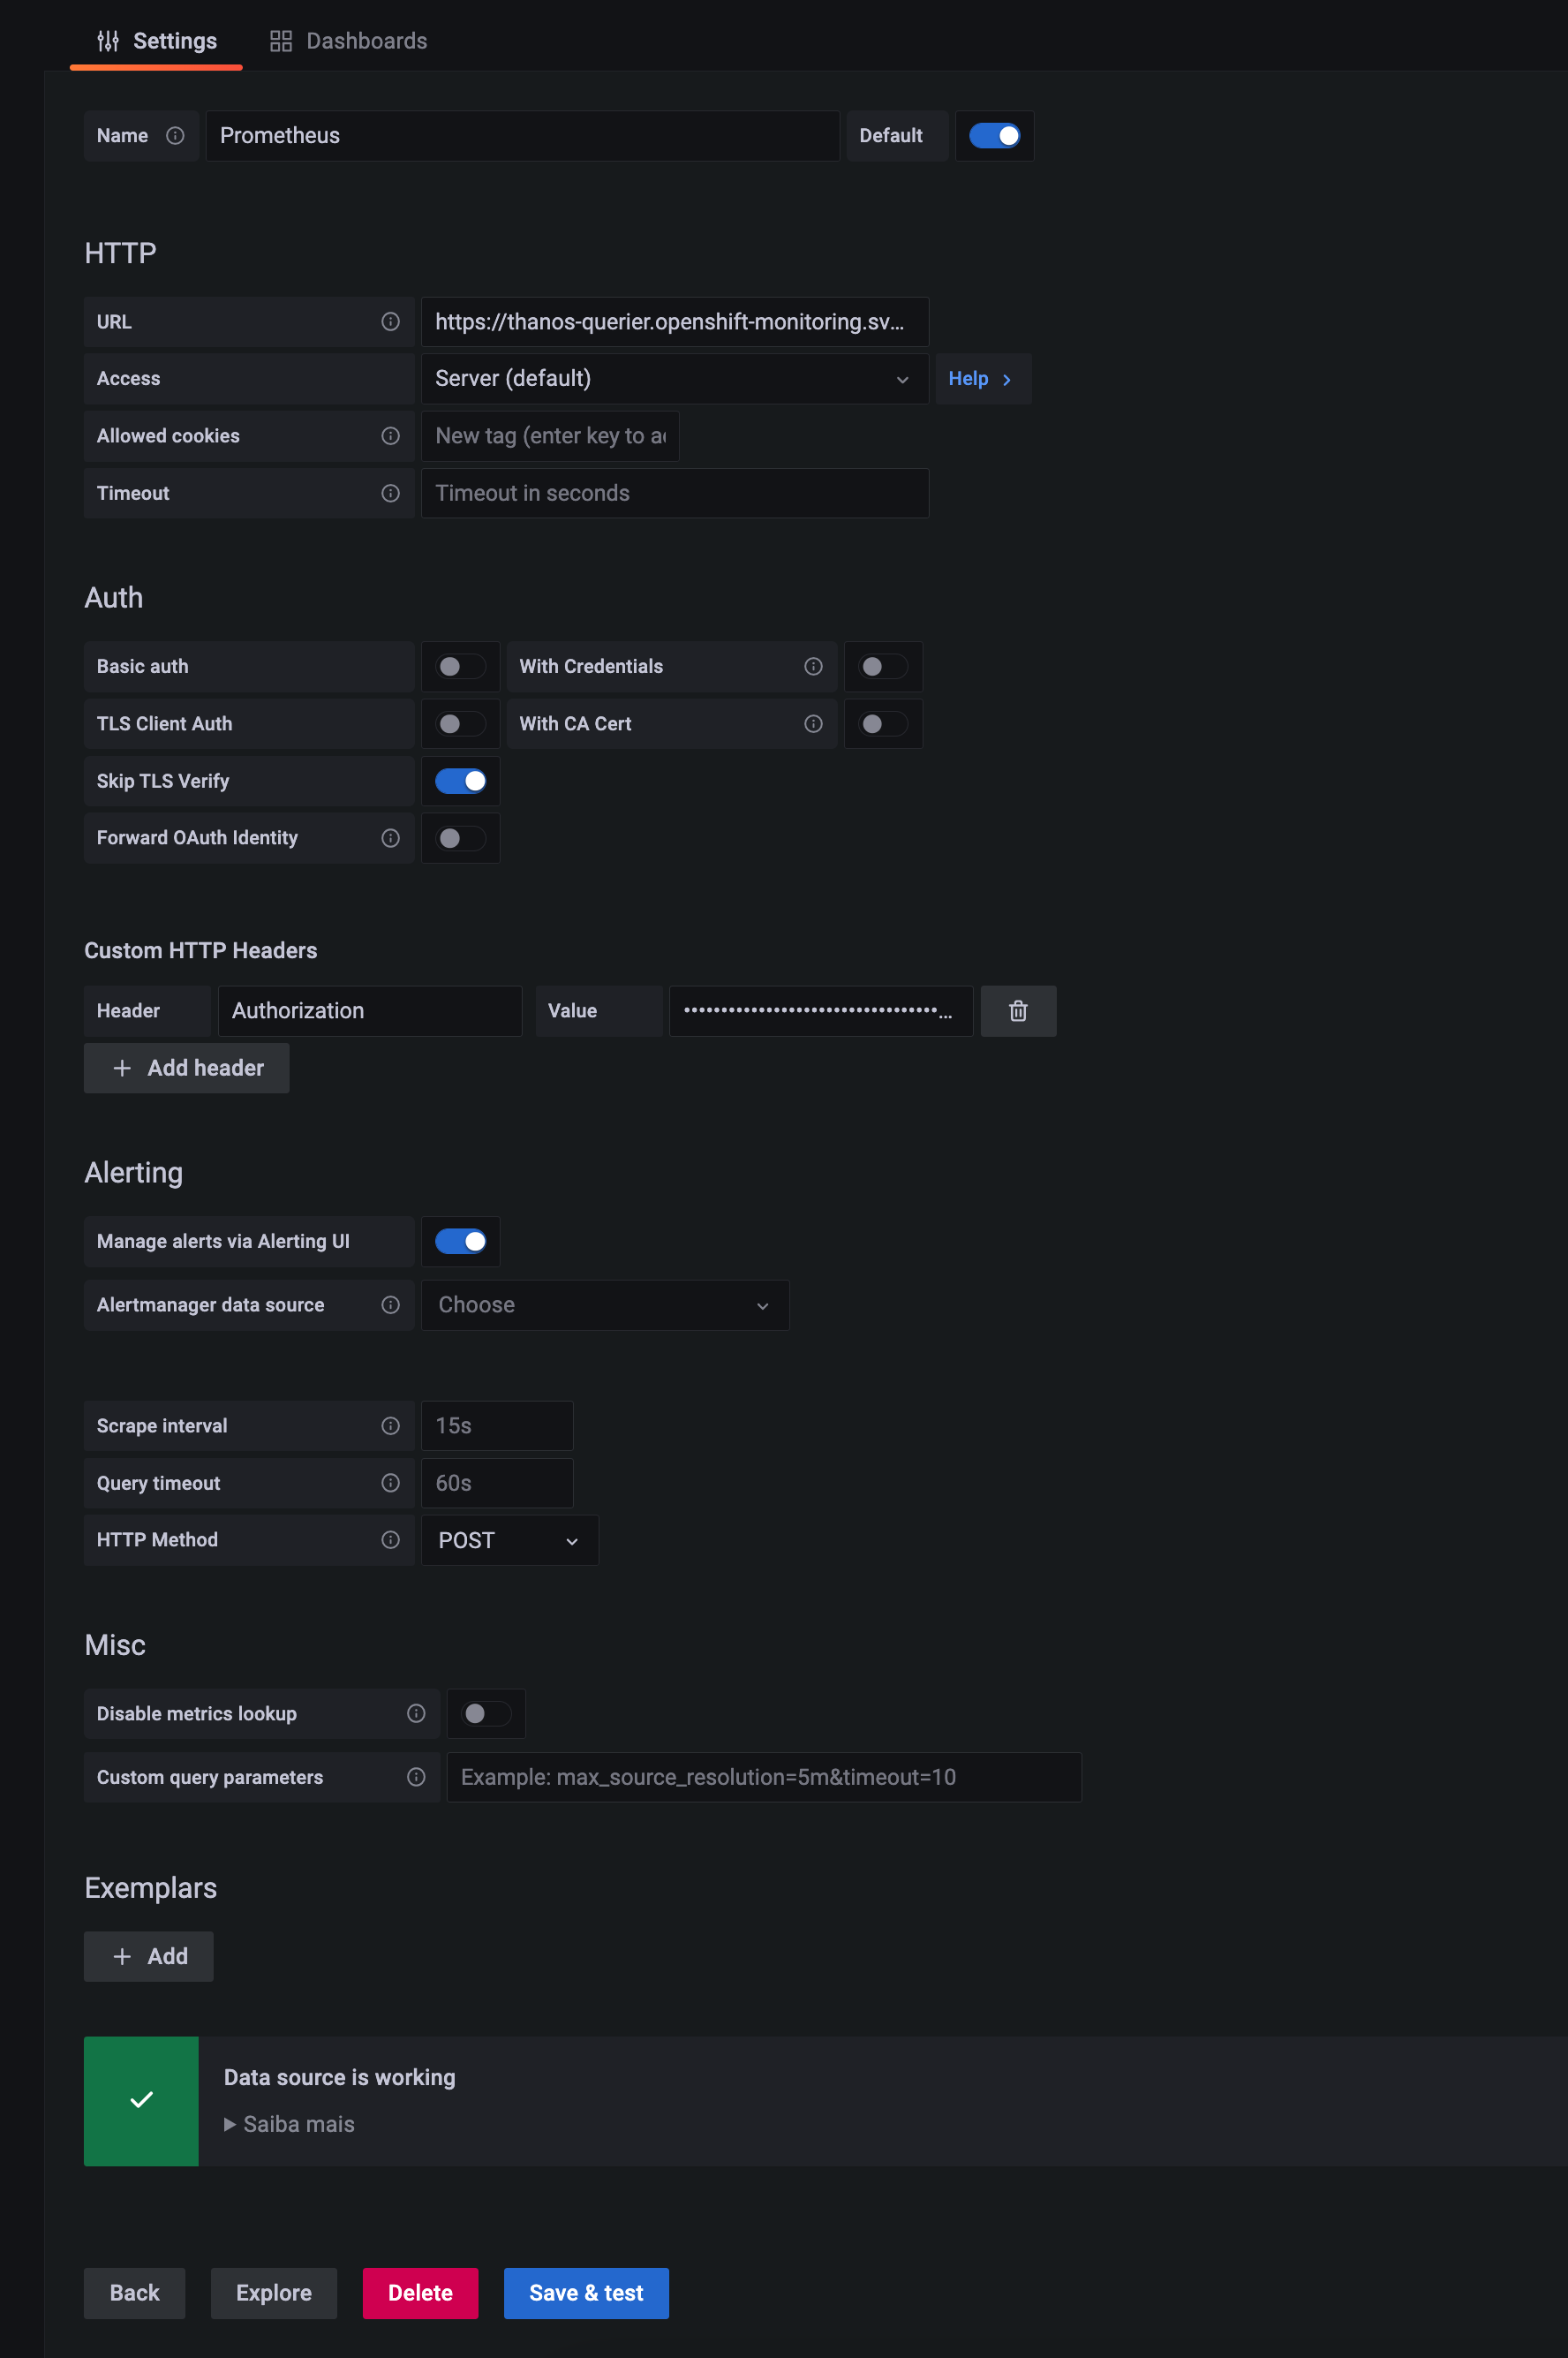 Settings Dashboards
Name Prometheus Default
HTTP
URL https://thanos-querier.openshift-monitoring.sv...
Access Server (default) Help
Allowed cookies New tag (enter key to a
Timeout Timeout in seconds
Auth
Basic auth With Credentials
TLS Client Auth With CA Cert
Skip TLS Verify
Forward OAuth Identity
Custom HTTP Headers
Header Authorization Value ••••••••••••••••••••••••••••••••••...
+ Add header
Alerting
Manage alerts via Alerting UI
Alertmanager data source Choose
Scrape interval 15s
Query timeout 60s
HTTP Method POST
Misc
Disable metrics lookup
Custom query parameters Example: max_source_resolution=5m&timeout=10
Exemplars
+ Add
Data source is working
Saiba mais
Back Explore Delete Save & test